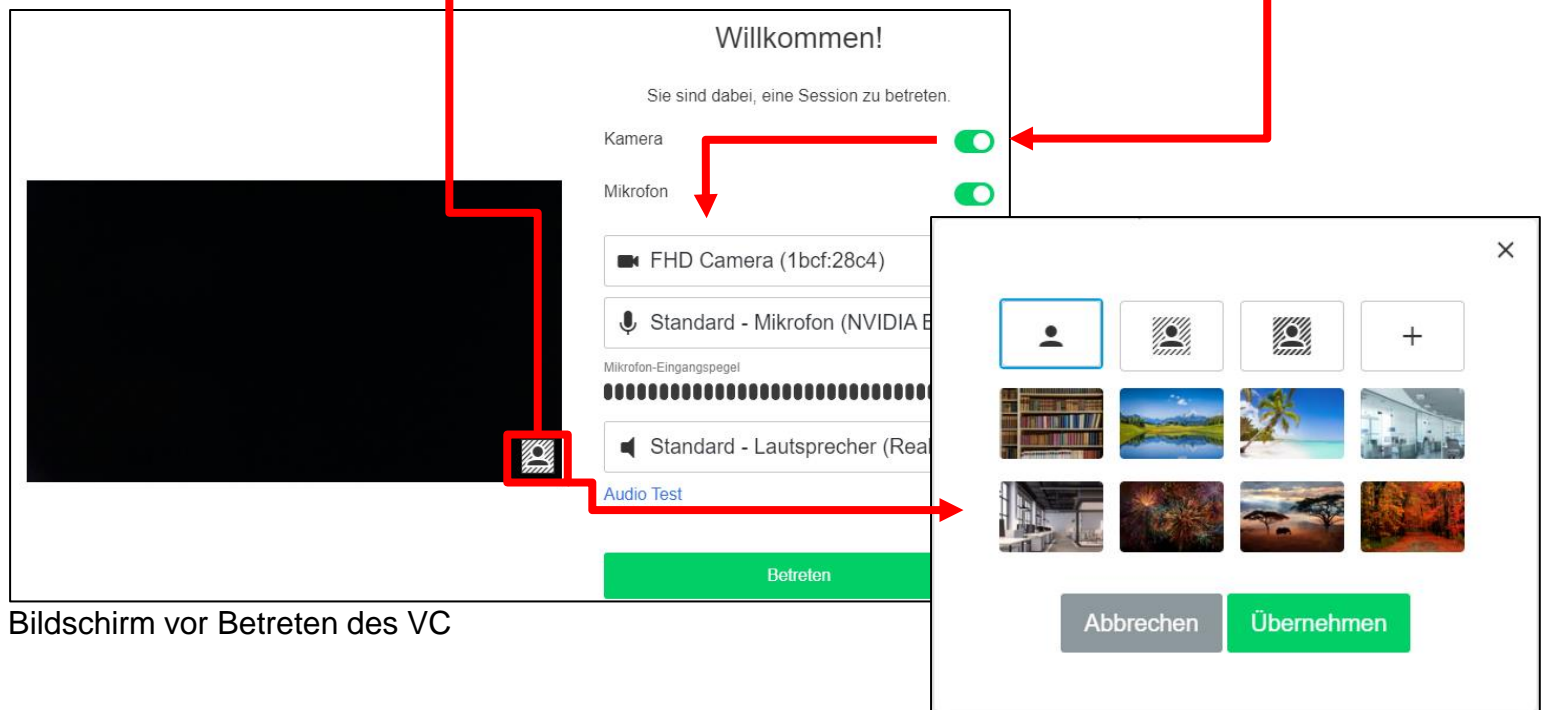 Willkommen!
Sie sind dabei, eine Session zu betreten.
Kamera
Mikrofon
FHD Camera (1bcf:28c4)
Standard - Mikrofon (NVIDIA
Mikrofon-Eingangspegel
Standard - Lautsprecher
Audio Test
Betreten
Bildschirm vor Betreten des VC
Abbrechen
Übernehmen